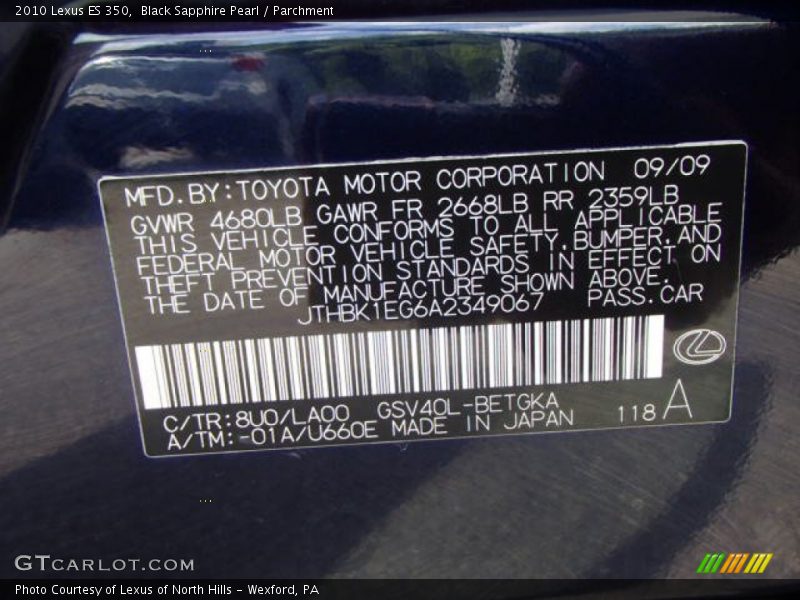 2010 Lexus ES 350, Black Sapphire Pearl / Parchment
MFD.BY:TOYOTA MOTOR CORPORATION 09/09
GVWR 4680LB GAWR FR 2668LB RR 2359LB
THIS VEHICLE CONFORMS TO ALL APPLICABLE
FEDERAL MOTOR VEHICLE SAFETY,BUMPER,AND
THEFT PREVENTION STANDARDS IN EFFECT ON
THE DATE OF MANUFACTURE SHOWN ABOVE.
JTHBK1EG6A2349067 PASS.CAR
C/TR:8U0/LA00 GSV40L-BETGKA
A/TM:-01A/U660E MADE IN JAPAN 118 A
GTCARLOT.COM
Photo Courtesy of Lexus of North Hills - Wexford, PA